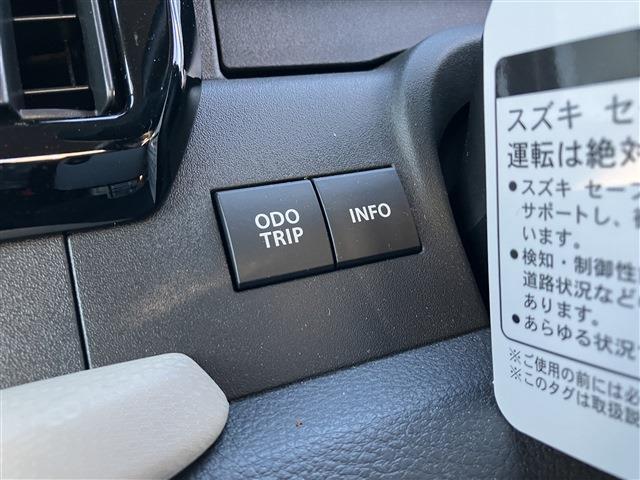 ODO
TRIP
INFO
スズキ セ
運転は絶対
●スズキ セー
サポートし、
います。
●検知・制御性
道路状況など
あります。
●あらゆる状況
※ご使用の前には必
※このタグは取扱説